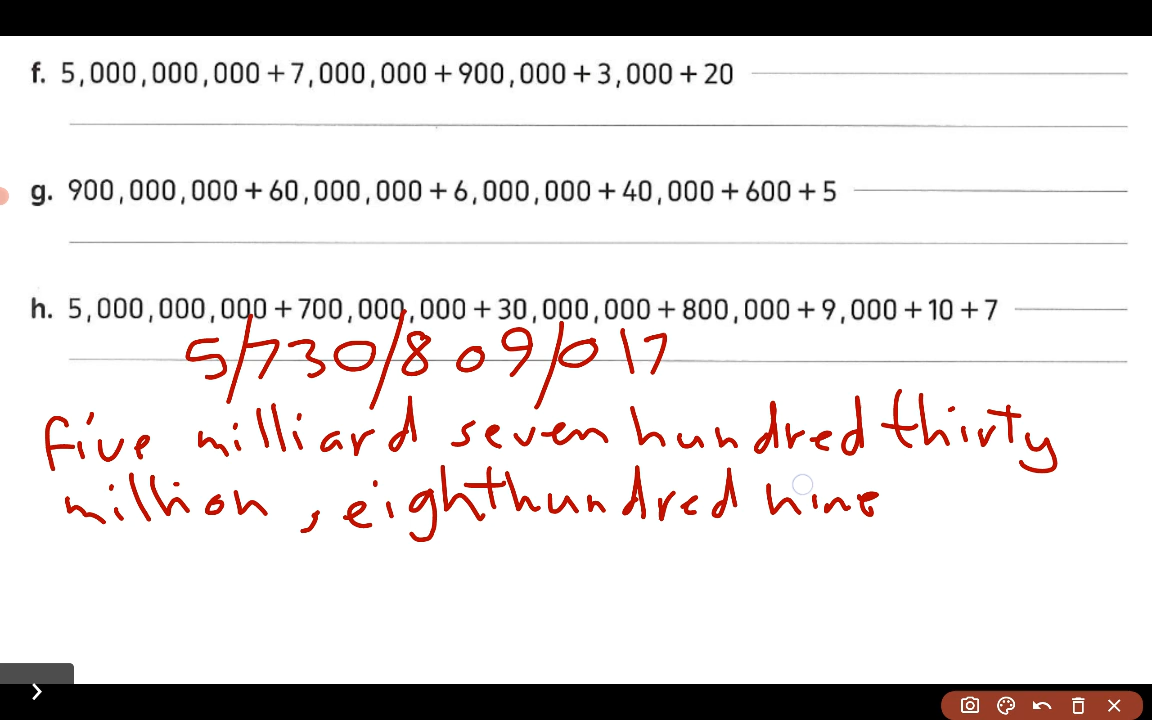 f. 5,000,000,000 + 7,000,000 + 900,000 + 3,000 + 20
g. 900,000,000 + 60,000,000 + 6,000,000 + 40,000 + 600 + 5
h. 5,000,000,000 + 700,000,000 + 30,000,000 + 800,000 + 9,000 + 10 + 7
5/730/809/017
five milliard seven hundred thirty
million, eighthundred nine